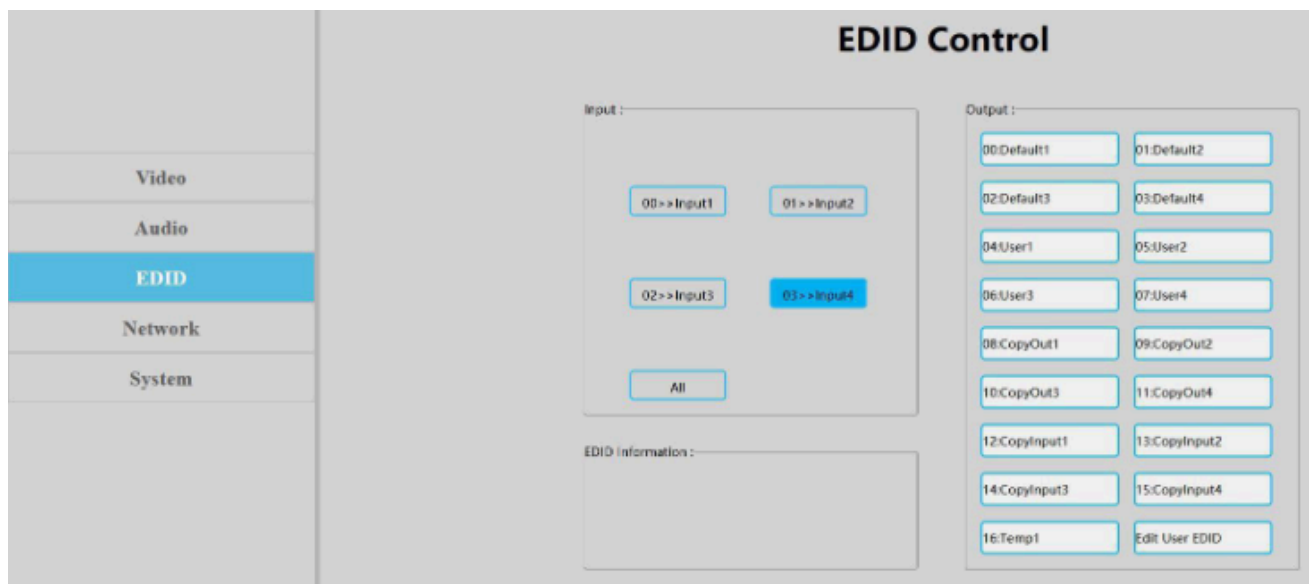 EDID Control
Video
Audio
EDID
Network
System
Input :
00>>Input1
01>>Input2
02>>Input3
03>>Input4
All
EDID Information :
Output :
00:Default1
01:Default2
02:Default3
03:Default4
04:User1
05:User2
06:User3
07:User4
08:CopyOut1
09:CopyOut2
10:CopyOut3
11:CopyOut4
12:CopyInput1
13:CopyInput2
14:CopyInput3
15:CopyInput4
16:Temp1
Edit User EDID